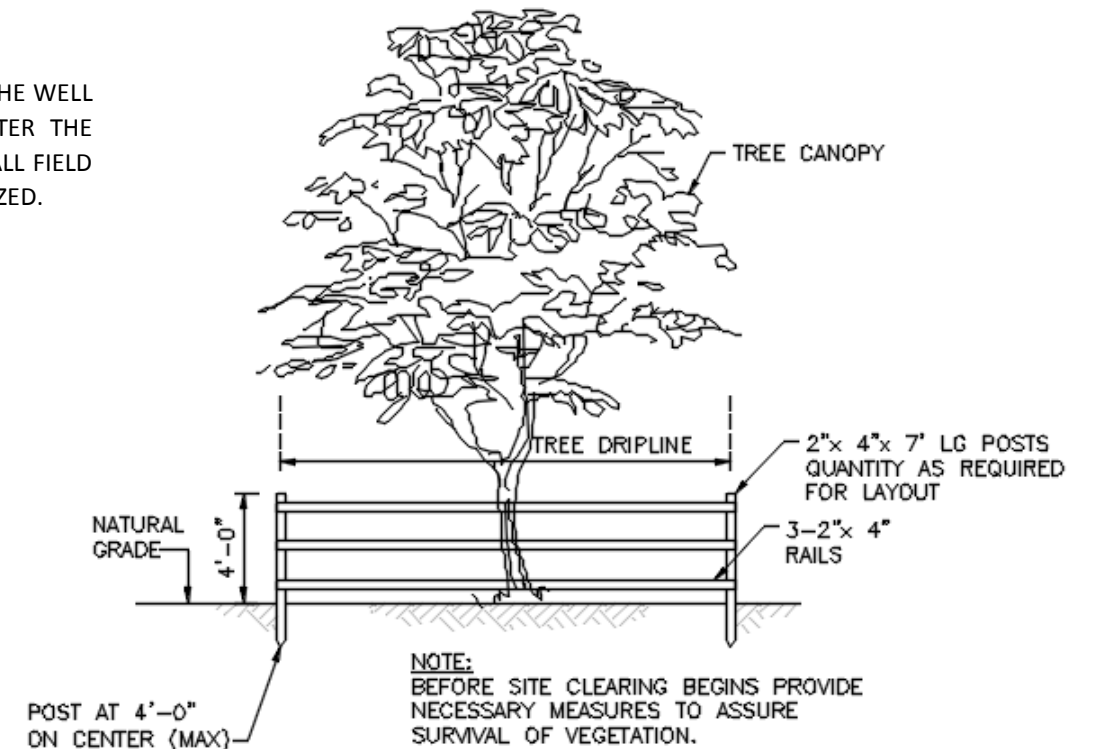 HE WELL
TER THE
ALL FIELD
ZED.
TREE CANOPY
TREE DRIPLINE
2"x 4"x 7' LG POSTS
QUANTITY AS REQUIRED
FOR LAYOUT
3-2"x 4"
RAILS
NATURAL
GRADE
4'-0"
POST AT 4'-0"
ON CENTER (MAX)
NOTE:
BEFORE SITE CLEARING BEGINS PROVIDE
NECESSARY MEASURES TO ASSURE
SURVIVAL OF VEGETATION.